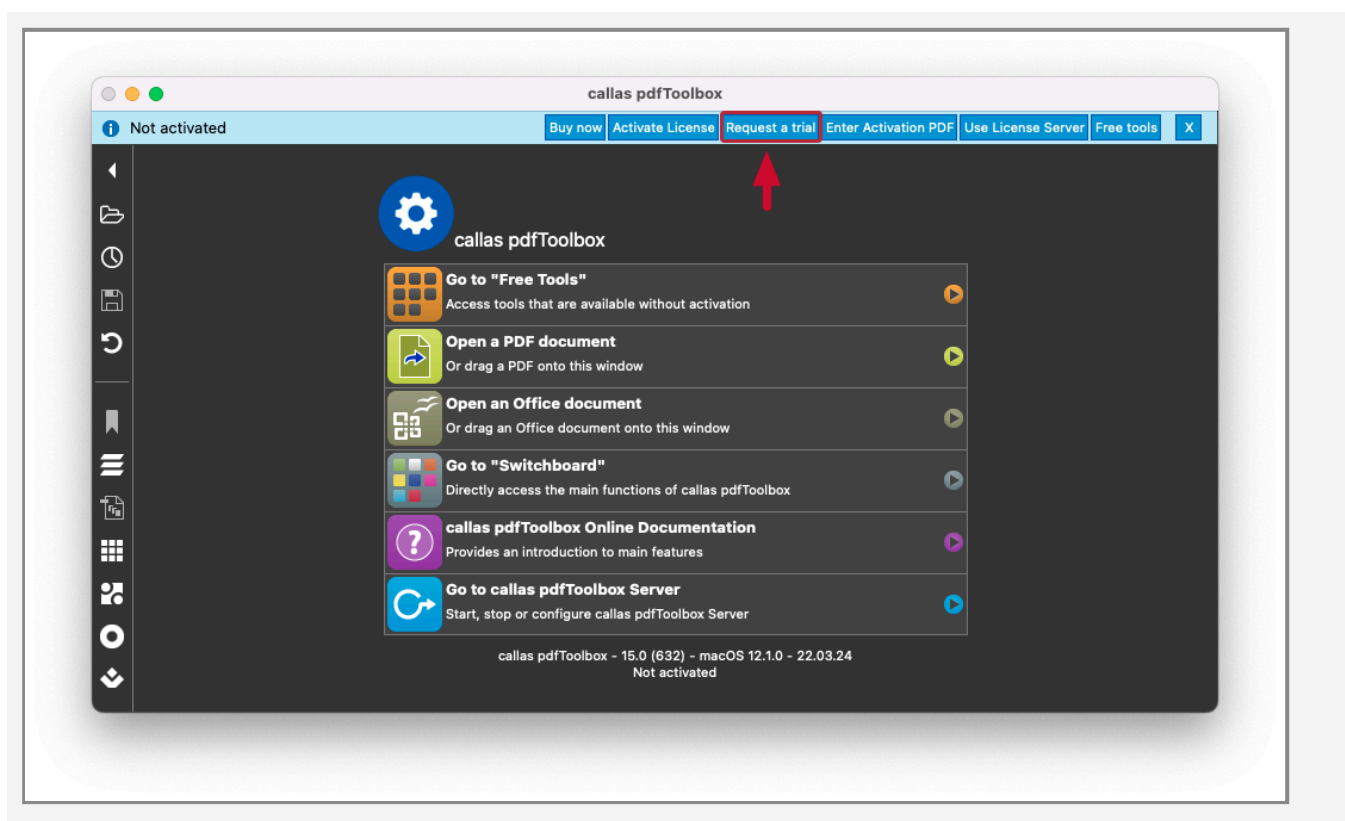 callas pdfToolbox
Not activated
Buy now Activate License Request a trial Enter Activation PDF Use License Server Free tools X
callas pdfToolbox
Go to "Free Tools"
Access tools that are available without activation
Open a PDF document
Or drag a PDF onto this window
Open an Office document
Or drag an Office document onto this window
Go to "Switchboard"
Directly access the main functions of callas pdfToolbox
callas pdfToolbox Online Documentation
Provides an introduction to main features
Go to callas pdfToolbox Server
Start, stop or configure callas pdfToolbox Server
callas pdfToolbox - 15.0 (632) - macOS 12.1.0 - 22.03.24
Not activated